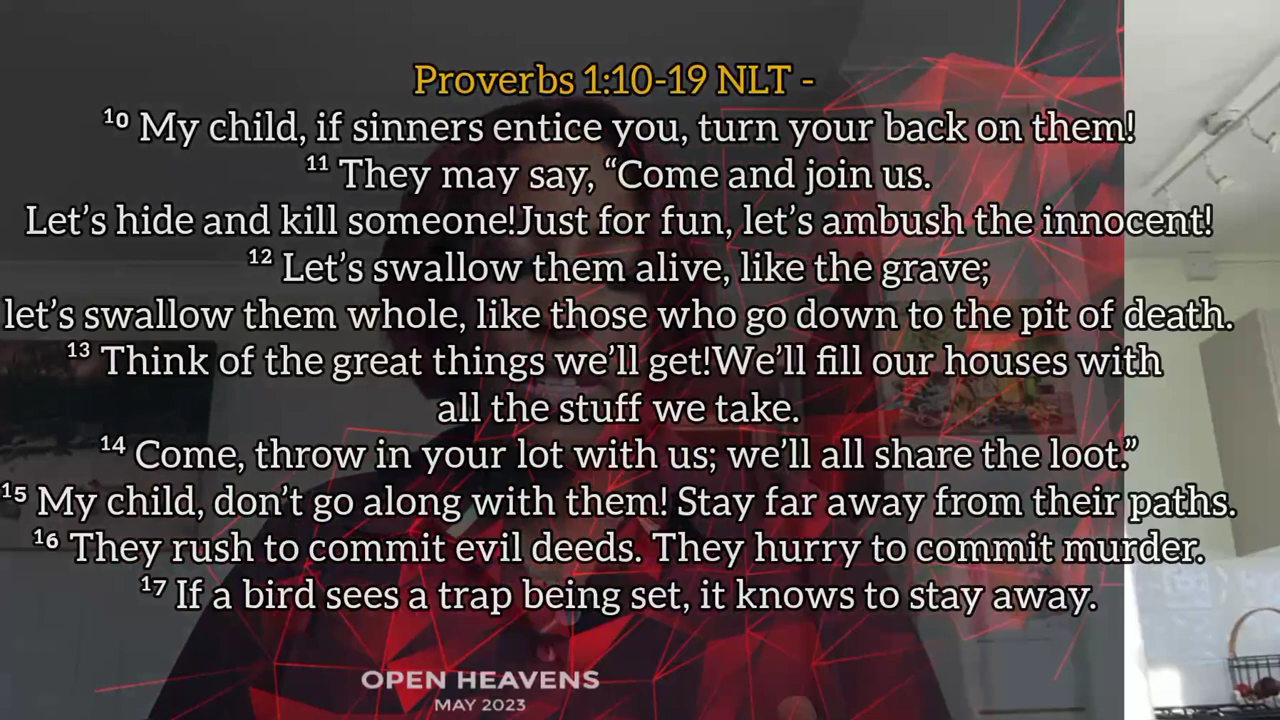 Proverbs 1:10-19 NLT -
¹⁰ My child, if sinners entice you, turn your back on them!
¹¹ They may say, “Come and join us.
Let’s hide and kill someone!Just for fun, let’s ambush the innocent!
¹² Let’s swallow them alive, like the grave;
let’s swallow them whole, like those who go down to the pit of death.
¹³ Think of the great things we’ll get!We’ll fill our houses with
all the stuff we take.
¹⁴ Come, throw in your lot with us; we’ll all share the loot.”
¹⁵ My child, don’t go along with them! Stay far away from their paths.
¹⁶ They rush to commit evil deeds. They hurry to commit murder.
¹⁷ If a bird sees a trap being set, it knows to stay away.
OPEN HEAVENS
MAY 2023